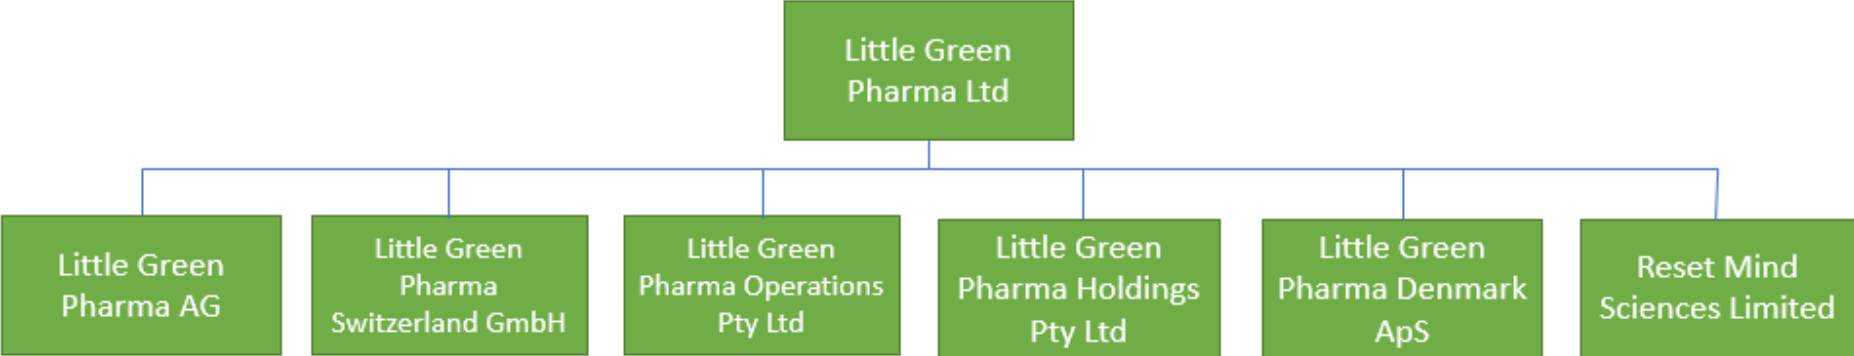 Little Green
Pharma Ltd
Little Green
Pharma AG
Little Green
Pharma
Switzerland GmbH
Little Green
Pharma Operations
Pty Ltd
Little Green
Pharma Holdings
Pty Ltd
Little Green
Pharma Denmark
ApS
Reset Mind
Sciences Limited